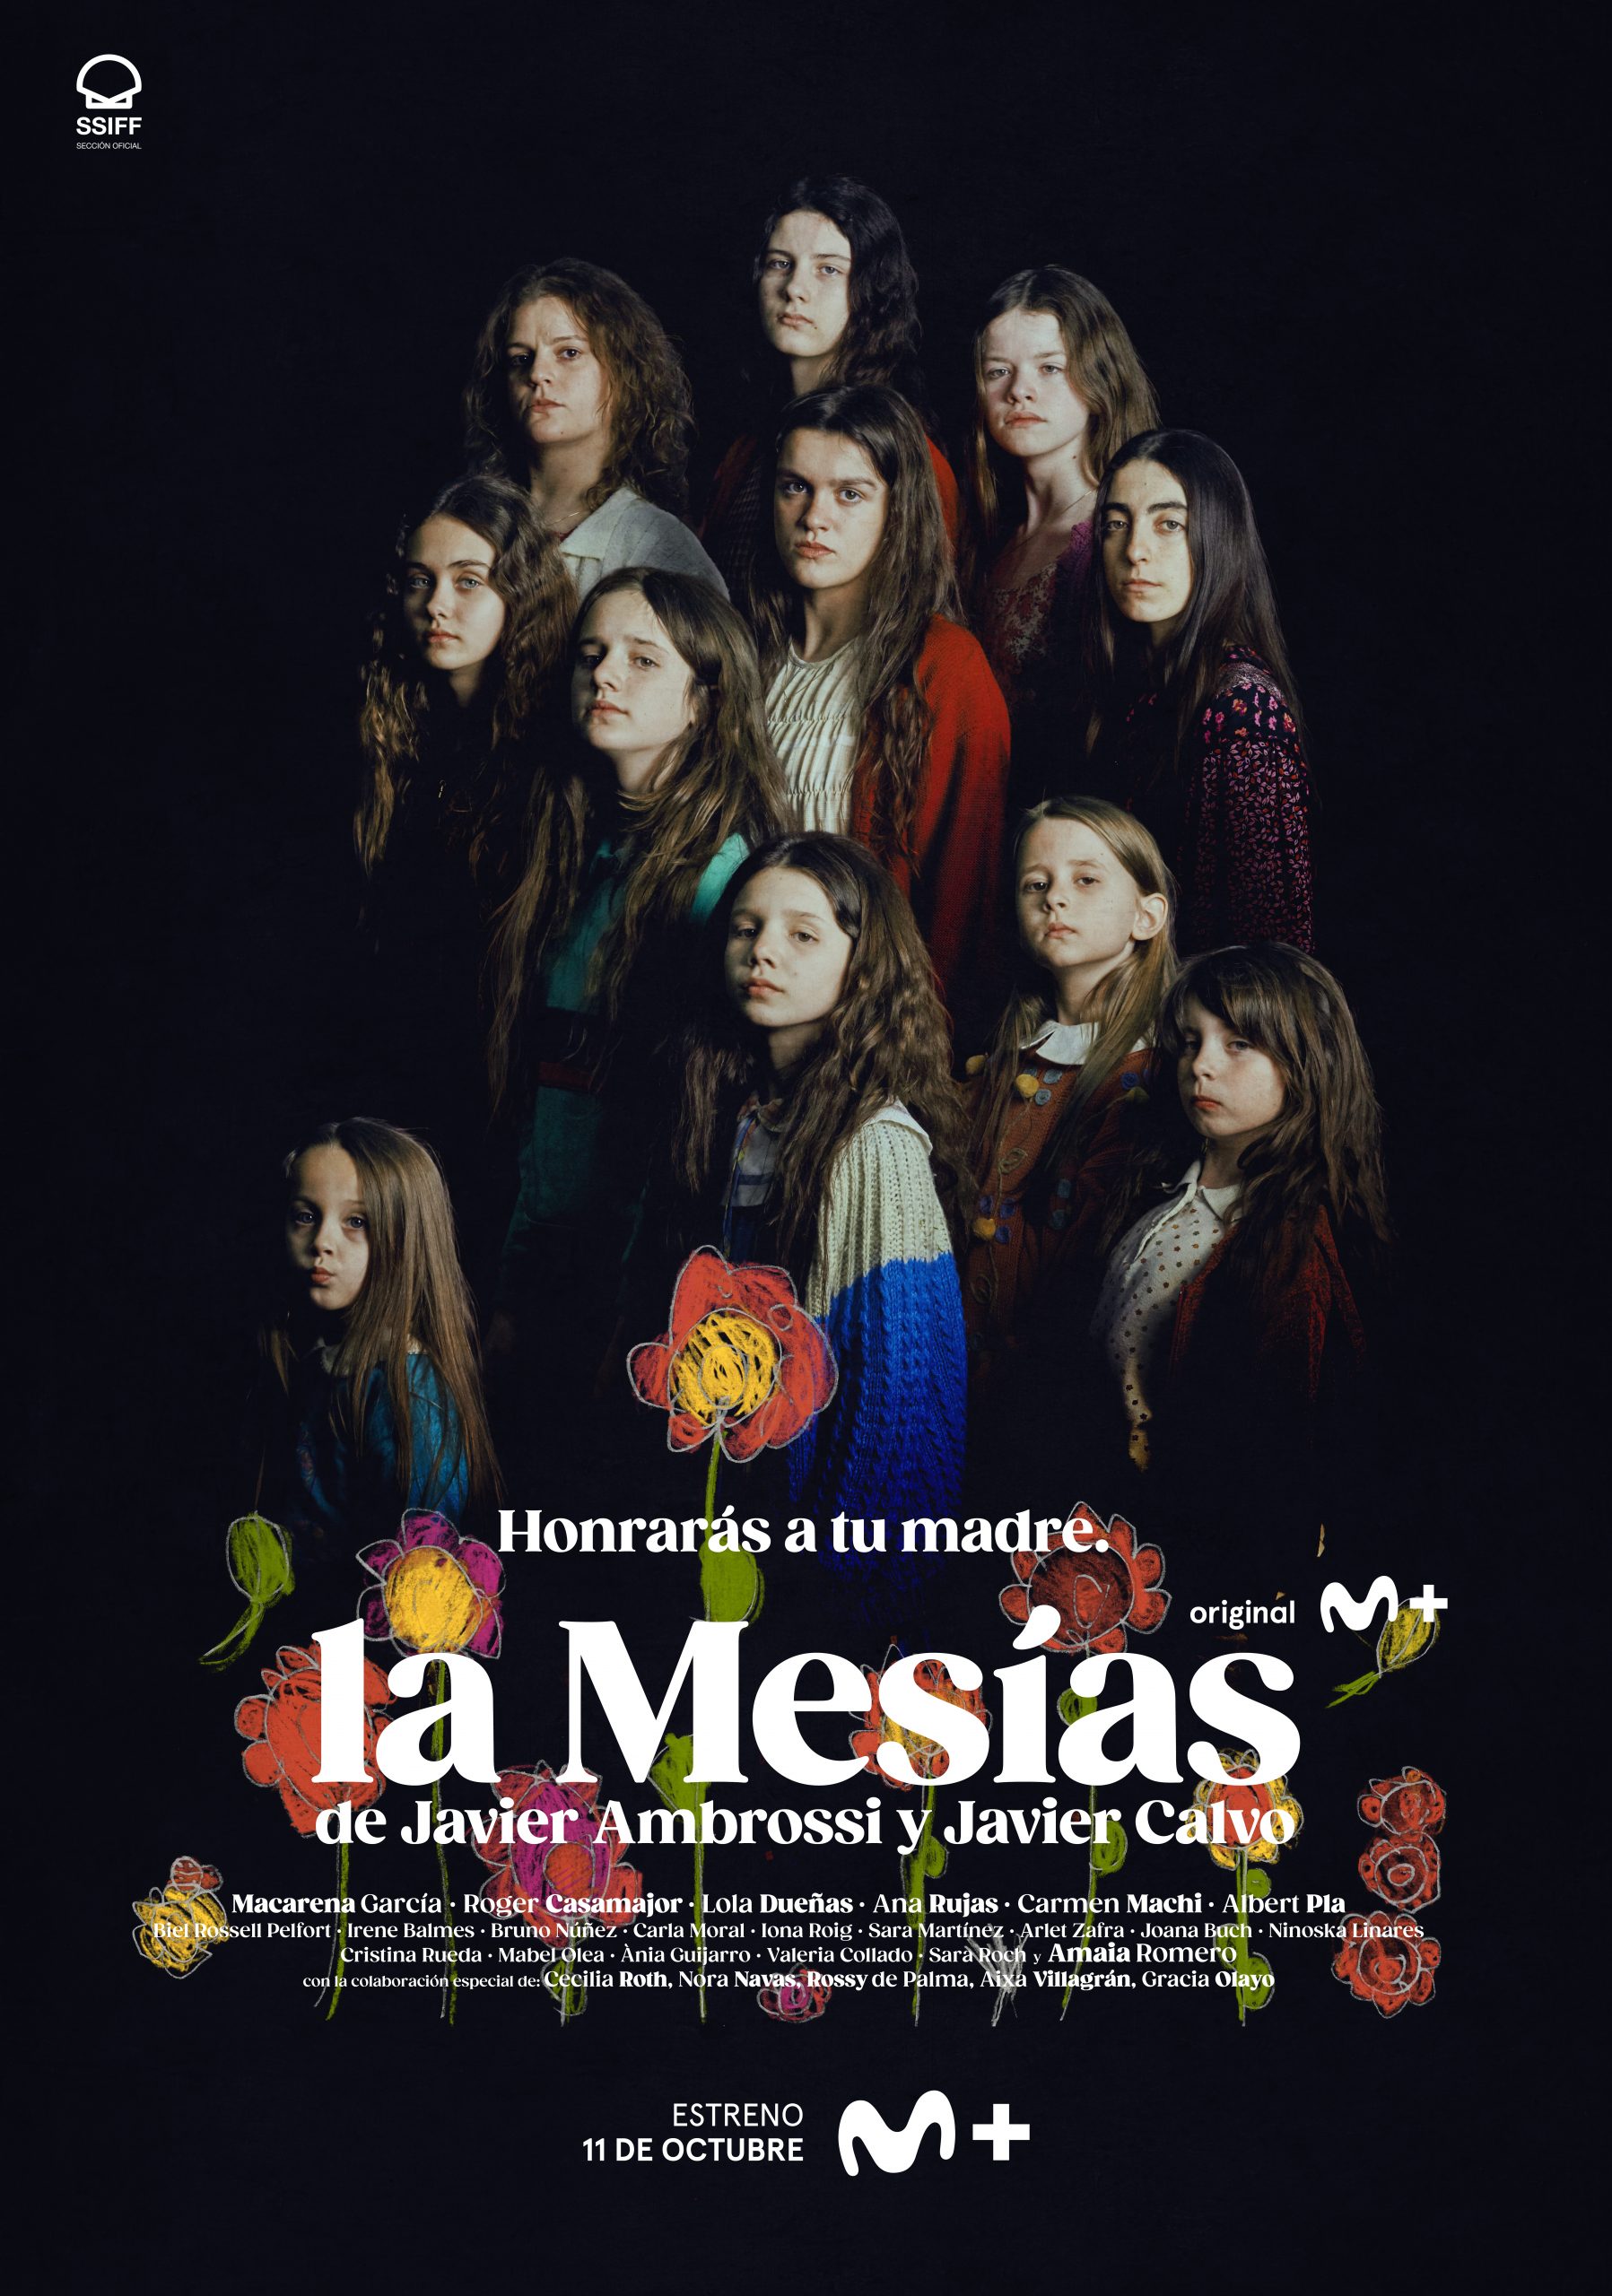 SSIFF
SECCIÓN OFICIAL
Honrarás a tu madre.
original M+
la Mesías
de Javier Ambrossi y Javier Calvo
Macarena García · Roger Casamajor · Lola Dueñas · Ana Rujas · Carmen Machi · Albert Pla
Biel Rossell Pelfort · Irene Balmes · Bruno Núñez · Carla Moral · Iona Roig · Sara Martínez · Arlet Zafra · Joana Buch · Ninoska Linares
Cristina Rueda · Mabel Olea · Ània Guijarro · Valeria Collado · Sarà Roch y Amaia Romero
con la colaboración especial de: Cecilia Roth, Nora Navas, Rossy de Palma, Aixa Villagrán, Gracia Olayo
ESTRENO
11 DE OCTUBRE M+